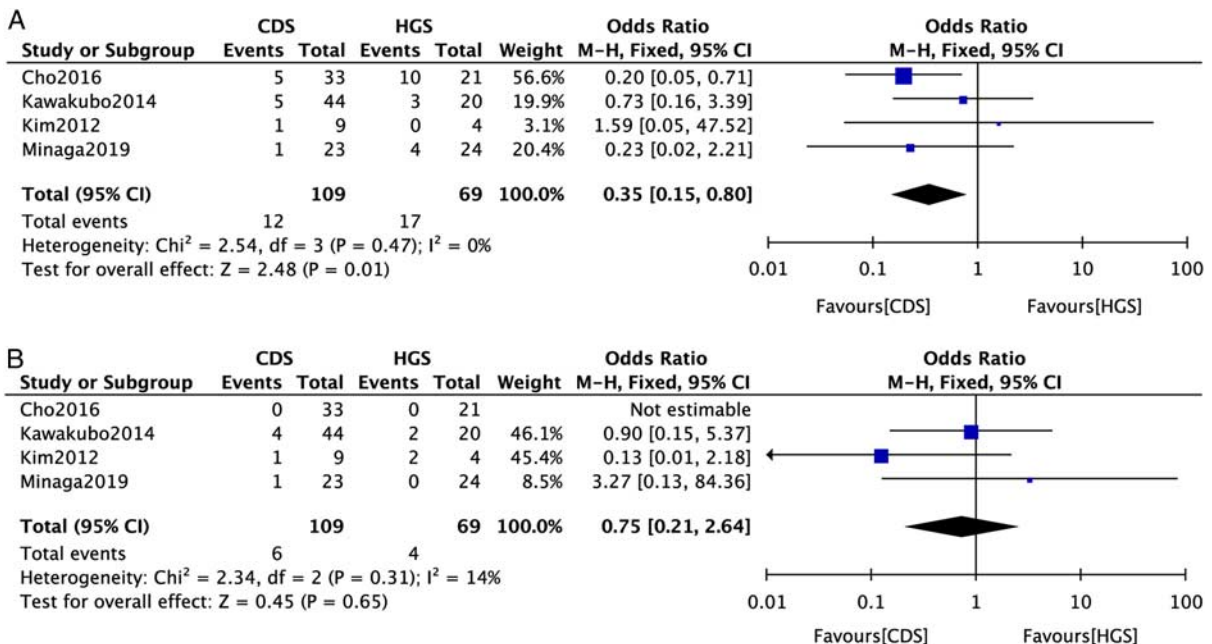 A
CDS HGS Odds Ratio Odds Ratio
Study or Subgroup Events Total Events Total Weight M-H, Fixed, 95% CI M-H, Fixed, 95% CI
Cho2016 5 33 10 21 56.6% 0.20 [0.05, 0.71]
Kawakubo2014 5 44 3 20 19.9% 0.73 [0.16, 3.39]
Kim2012 1 9 0 4 3.1% 1.59 [0.05, 47.52]
Minaga2019 1 23 4 24 20.4% 0.23 [0.02, 2.21]
Total (95% CI) 109 69 100.0% 0.35 [0.15, 0.80]
Total events 12 17
Heterogeneity: Chi² = 2.54, df = 3 (P = 0.47); I² = 0%
Test for overall effect: Z = 2.48 (P = 0.01)
0.01 0.1 1 10 100
Favours[CDS] Favours[HGS]
B
CDS HGS Odds Ratio Odds Ratio
Study or Subgroup Events Total Events Total Weight M-H, Fixed, 95% CI M-H, Fixed, 95% CI
Cho2016 0 33 0 21 Not estimable
Kawakubo2014 4 44 2 20 46.1% 0.90 [0.15, 5.37]
Kim2012 1 9 2 4 45.4% 0.13 [0.01, 2.18]
Minaga2019 1 23 0 24 8.5% 3.27 [0.13, 84.36]
Total (95% CI) 109 69 100.0% 0.75 [0.21, 2.64]
Total events 6 4
Heterogeneity: Chi² = 2.34, df = 2 (P = 0.31); I² = 14%
Test for overall effect: Z = 0.45 (P = 0.65)
0.01 0.1 1 10 100
Favours[CDS] Favours[HGS]